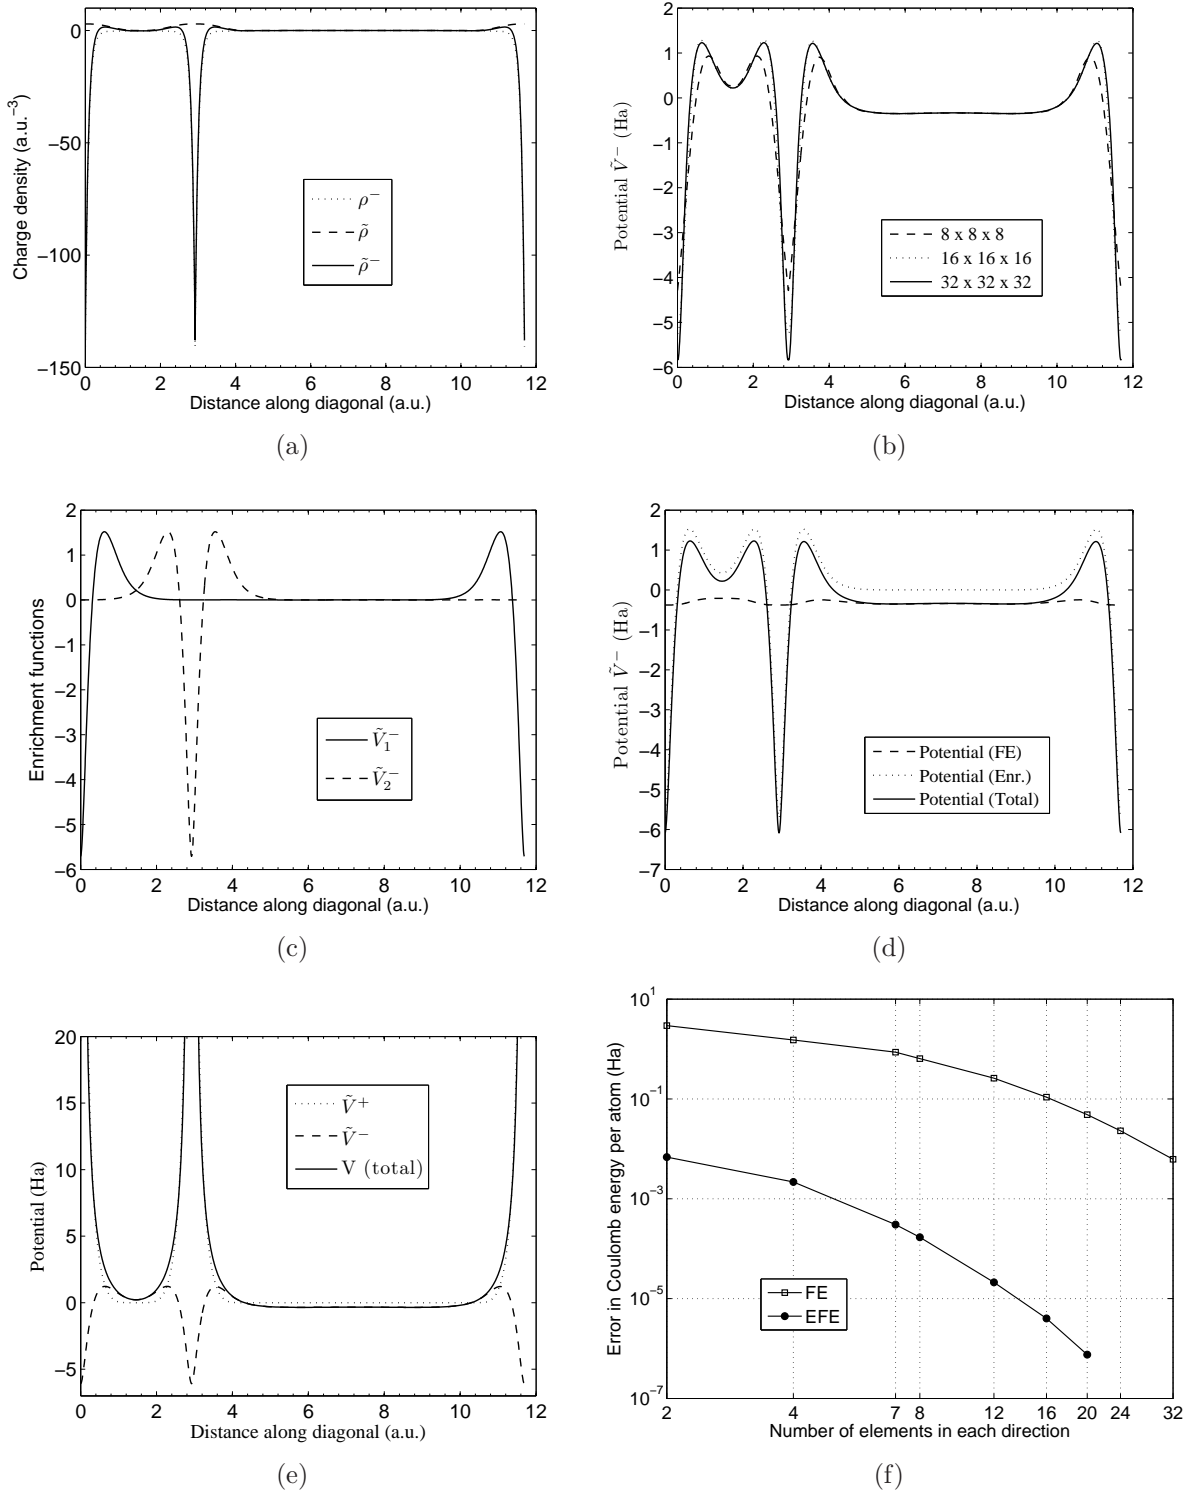 0
−50
−100
−150
Charge density (a.u.⁻³)
ρ⁻
ρ̃
ρ̃⁻
0 2 4 6 8 10 12
Distance along diagonal (a.u.)
(a)
2
1
0
−1
−2
−3
−4
−5
−6
Potential Ṽ⁻ (Ha)
8 x 8 x 8
16 x 16 x 16
32 x 32 x 32
0 2 4 6 8 10 12
Distance along diagonal (a.u.)
(b)
2
1
0
−1
−2
−3
−4
−5
−6
Enrichment functions
Ṽ₁⁻
Ṽ₂⁻
0 2 4 6 8 10 12
Distance along diagonal (a.u.)
(c)
2
1
0
−1
−2
−3
−4
−5
−6
−7
Potential Ṽ⁻ (Ha)
Potential (FE)
Potential (Enr.)
Potential (Total)
0 2 4 6 8 10 12
Distance along diagonal (a.u.)
(d)
20
15
10
5
0
−5
Potential (Ha)
Ṽ⁺
Ṽ⁻
V (total)
0 2 4 6 8 10 12
Distance along diagonal (a.u.)
(e)
10¹
10⁻¹
10⁻³
10⁻⁵
10⁻⁷
Error in Coulomb energy per atom (Ha)
FE
EFE
2 4 7 8 12 16 20 24 32
Number of elements in each direction
(f)